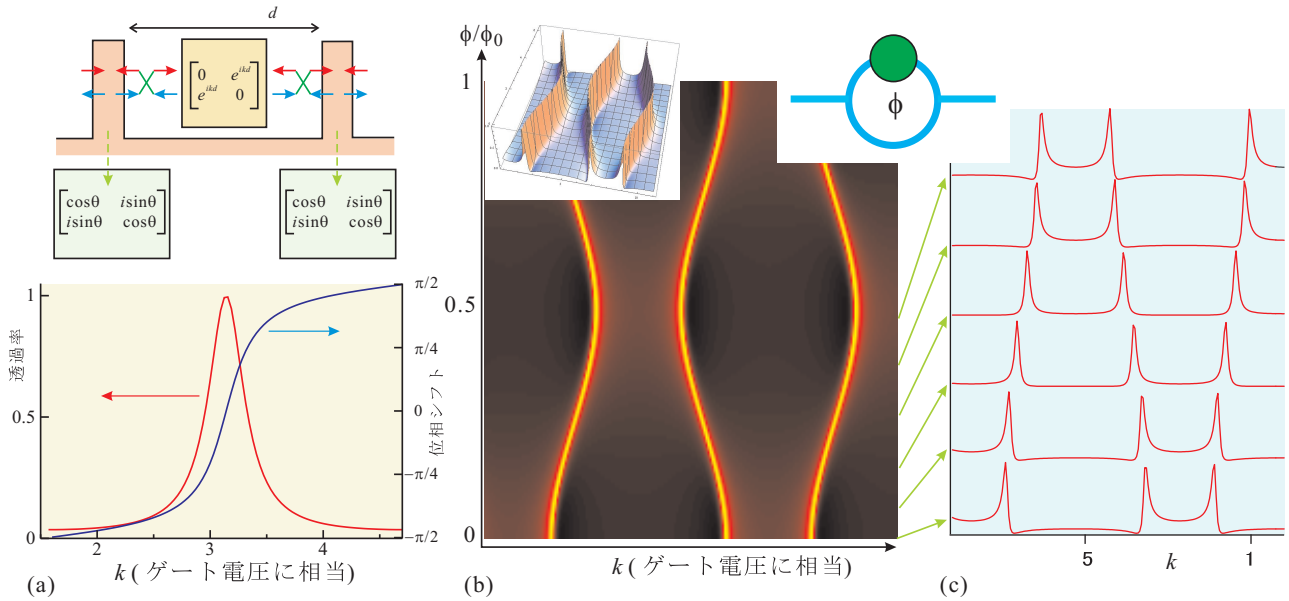 d
0 e^{ikd}
e^{ikd} 0
cosθ isinθ
isinθ cosθ
cosθ isinθ
isinθ cosθ
1
0.5
0
透過率
π/2
π/4
0
−π/4
−π/2
位相シフト
2 3 4
k ( ゲート電圧に相当)
(a)
ϕ/ϕ0
1
0.5
0
ϕ
k ( ゲート電圧に相当)
(b)
5 k 1
(c)